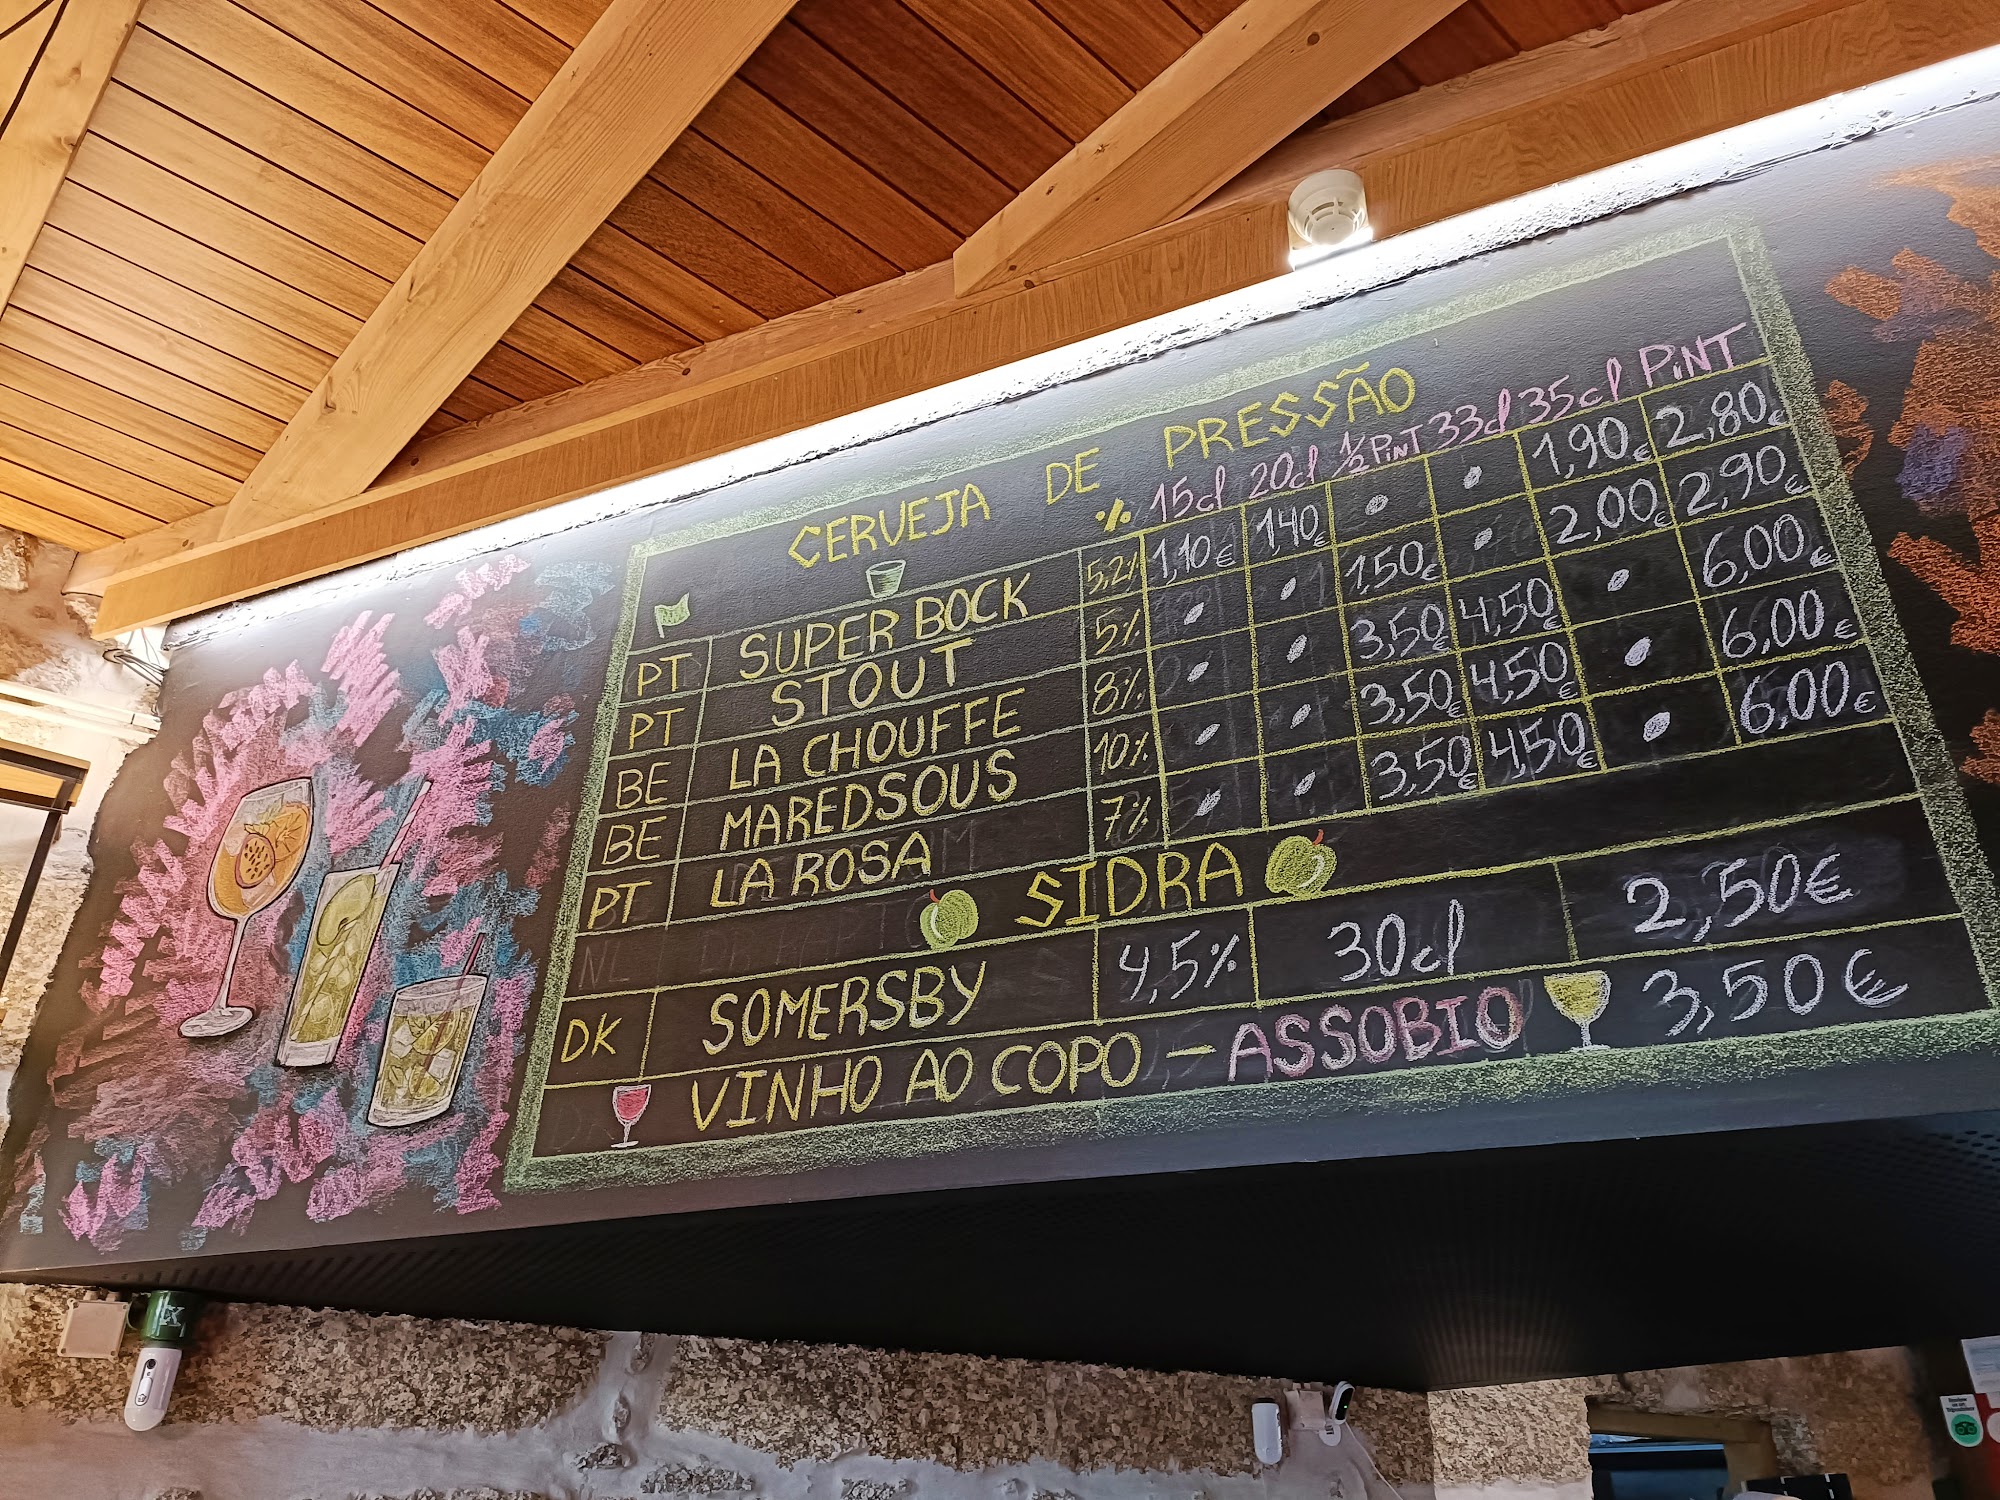 CERVEJA DE PRESSÃO
% 15cl 20cl ½ PiNT 33cl 35cl PiNT
PT SUPER BOCK 5,2% 1,10€ 1,40€ • • 1,90€ 2,80€
PT STOUT 5% • • 1,50€ • 2,00€ 2,90€
BE LA CHOUFFE 8% • • 3,50€ 4,50€ • 6,00€
BE MAREDSOUS 10% • • 3,50€ 4,50€ • 6,00€
PT LA ROSA 7% • • 3,50€ 4,50€ • 6,00€
SIDRA
DK SOMERSBY 4,5% 30cl 2,50€
VINHO AO COPO - ASSOBIO 3,50€